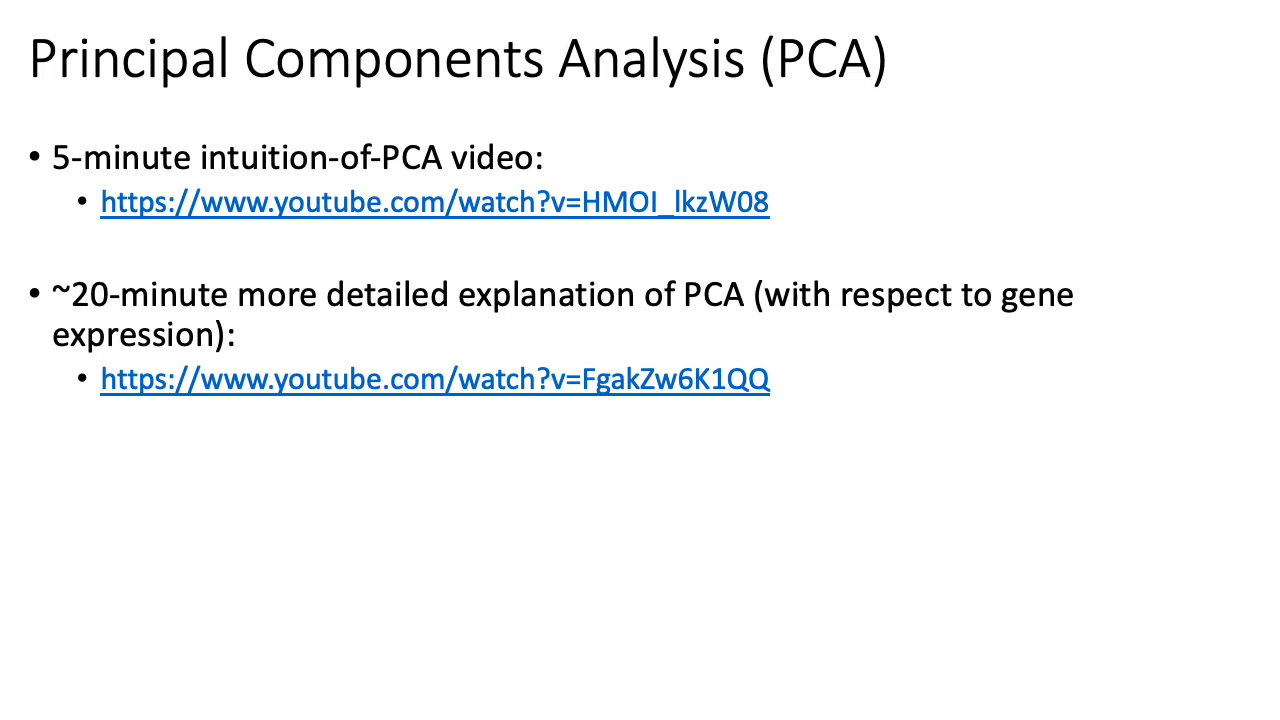 Principal Components Analysis (PCA)
• 5-minute intuition-of-PCA video:
• https://www.youtube.com/watch?v=HMOI_lkzW08
• ~20-minute more detailed explanation of PCA (with respect to gene
expression):
• https://www.youtube.com/watch?v=FgakZw6K1QQ